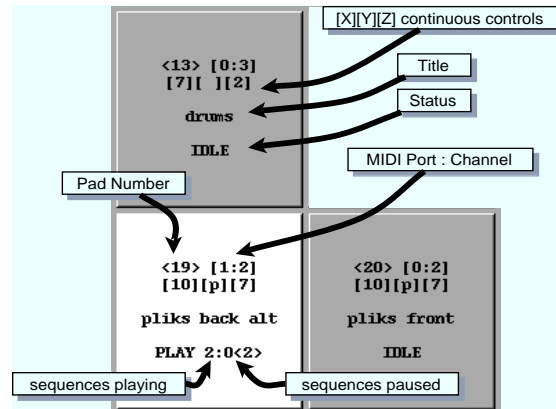 [X][Y][Z] continuous controls
<13> [0:3]
[7][ ][2]
Title
drums
Status
IDLE
MIDI Port : Channel
Pad Number
<19> [1:2]
[10][p][7]
pliks back alt
PLAY 2:0<2>
<20> [0:2]
[10][p][7]
pliks front
IDLE
sequences playing
sequences paused